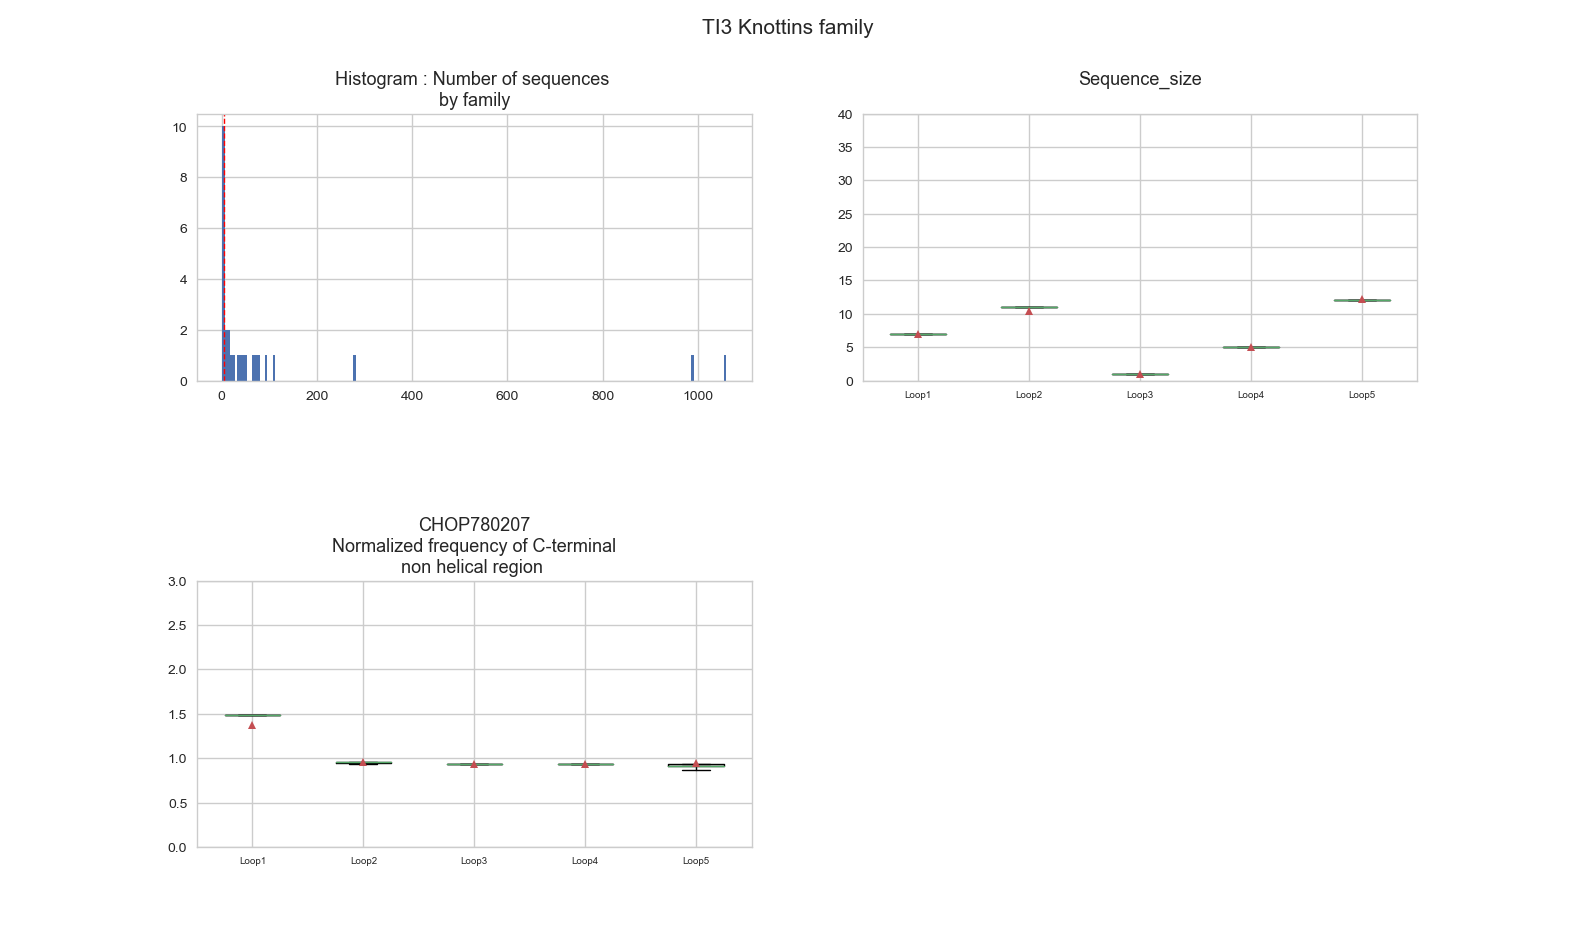 TI3 Knottins family
Histogram : Number of sequences
by family
10
8
6
4
2
0
0 200 400 600 800 1000
Sequence_size
40
35
30
25
20
15
10
5
0
Loop1 Loop2 Loop3 Loop4 Loop5
CHOP780207
Normalized frequency of C-terminal
non helical region
3.0
2.5
2.0
1.5
1.0
0.5
0.0
Loop1 Loop2 Loop3 Loop4 Loop5